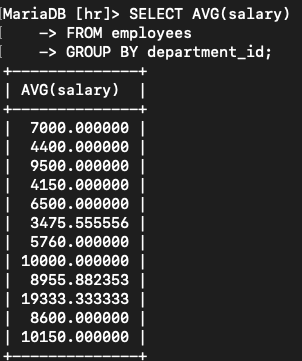 MariaDB [hr]> SELECT AVG(salary)
    -> FROM employees
    -> GROUP BY department_id;
+--------------+
| AVG(salary)  |
+--------------+
|  7000.000000 |
|  4400.000000 |
|  9500.000000 |
|  4150.000000 |
|  6500.000000 |
|  3475.555556 |
|  5760.000000 |
| 10000.000000 |
|  8955.882353 |
| 19333.333333 |
|  8600.000000 |
| 10150.000000 |
+--------------+